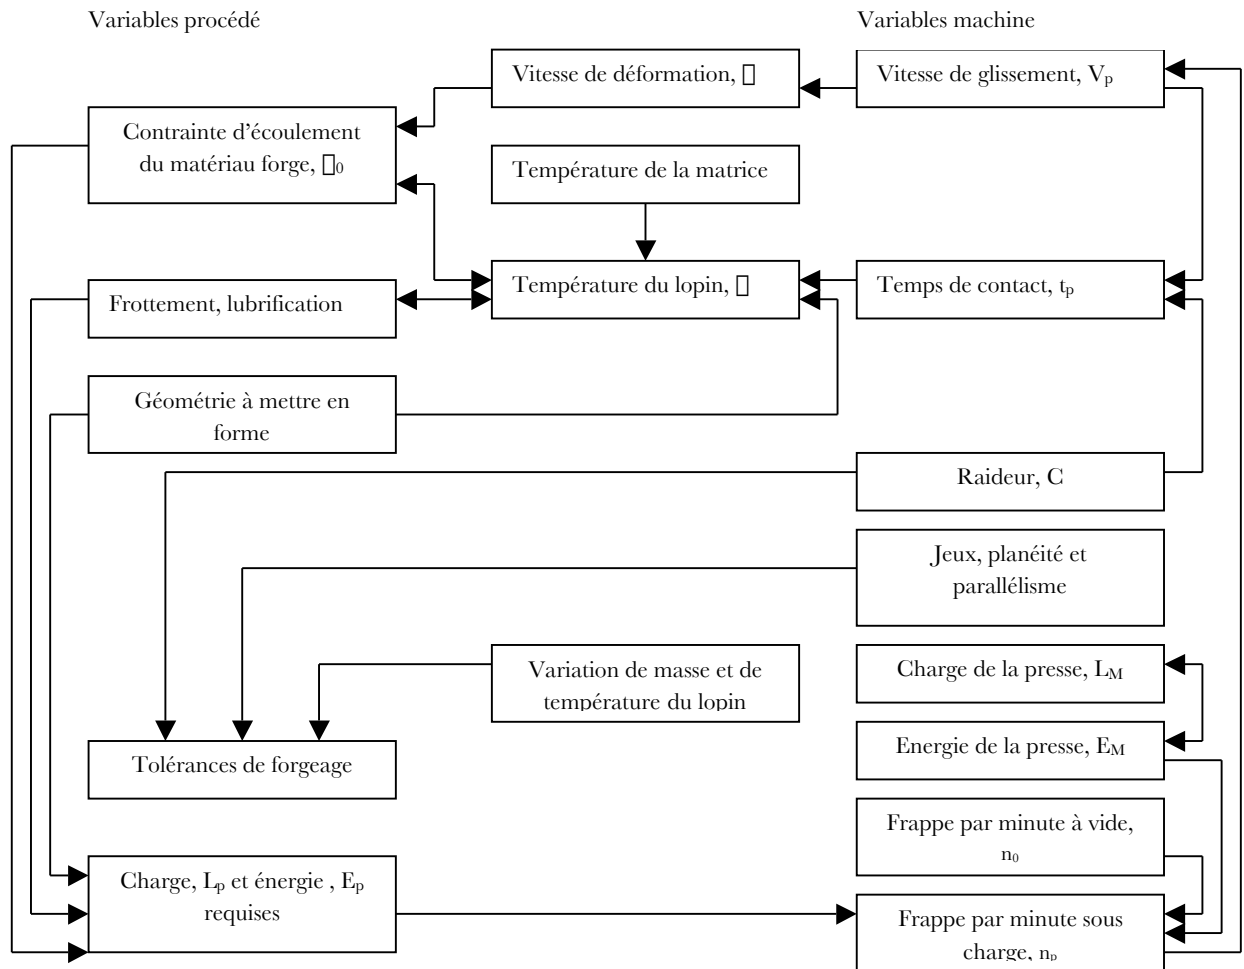 Variables procédé
Variables machine
Vitesse de déformation, 
Vitesse de glissement, Vp
Contrainte d'écoulement
du matériau forge, 0
Température de la matrice
Température du lopin, 
Temps de contact, tp
Frottement, lubrification
Géométrie à mettre en
forme
Raideur, C
Jeux, planéité et
parallélisme
Variation de masse et de
température du lopin
Charge de la presse, LM
Energie de la presse, EM
Tolérances de forgeage
Frappe par minute à vide,
n0
Charge, Lp et énergie , Ep
requises
Frappe par minute sous
charge, np